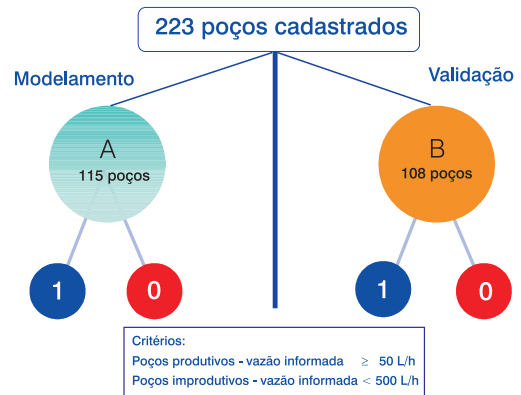 223 poços cadastrados
Modelamento
Validação
A
115 poços
B
108 poços
1
0
1
0
Critérios:
Poços produtivos - vazão informada ≥ 50 L/h
Poços improdutivos - vazão informada < 500 L/h